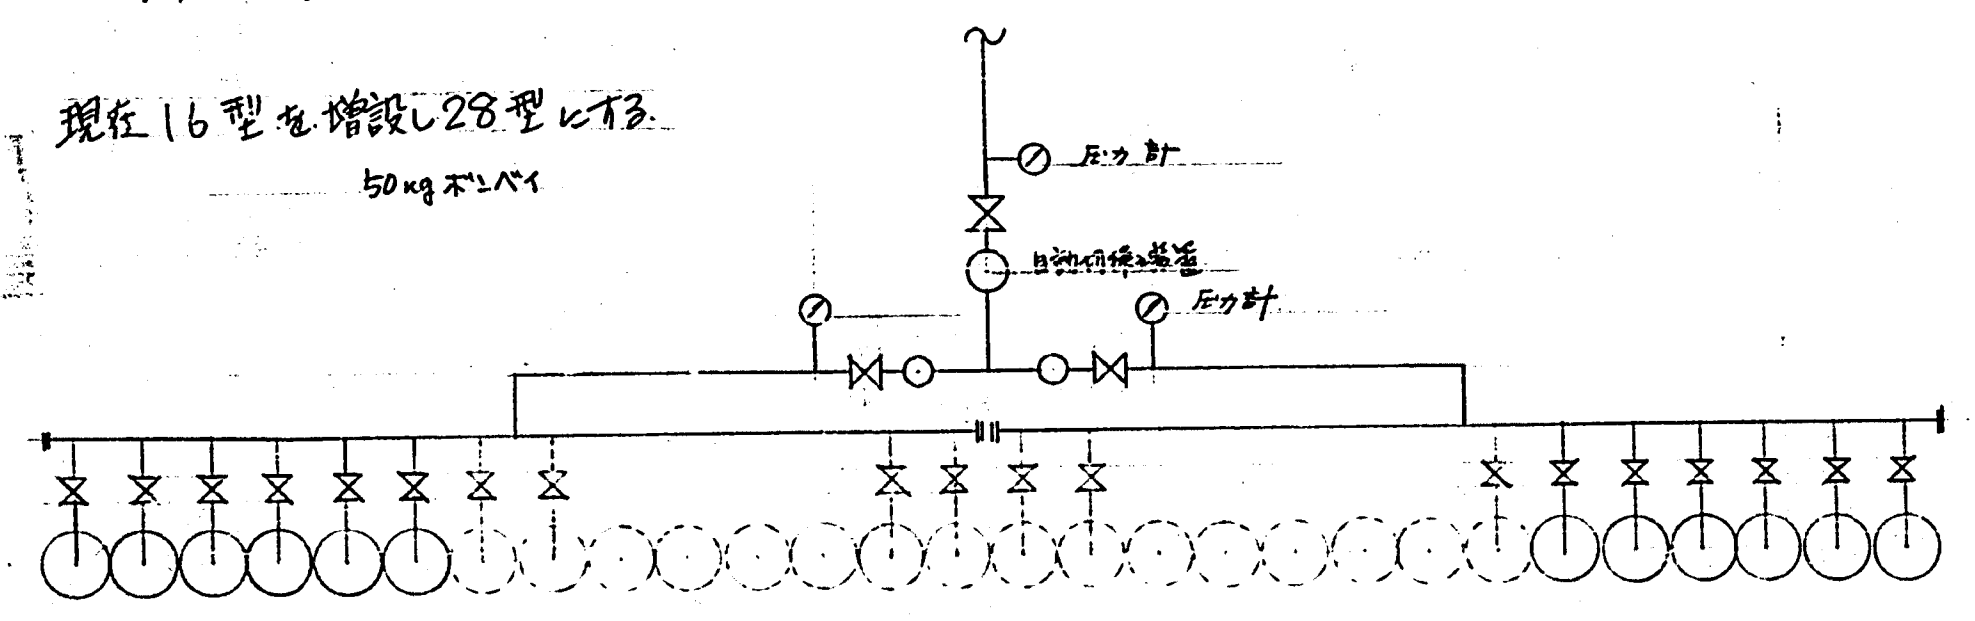 現在16型を増設し28型にする.
50kgボンベイ
圧力計
自動切換装置
圧力計